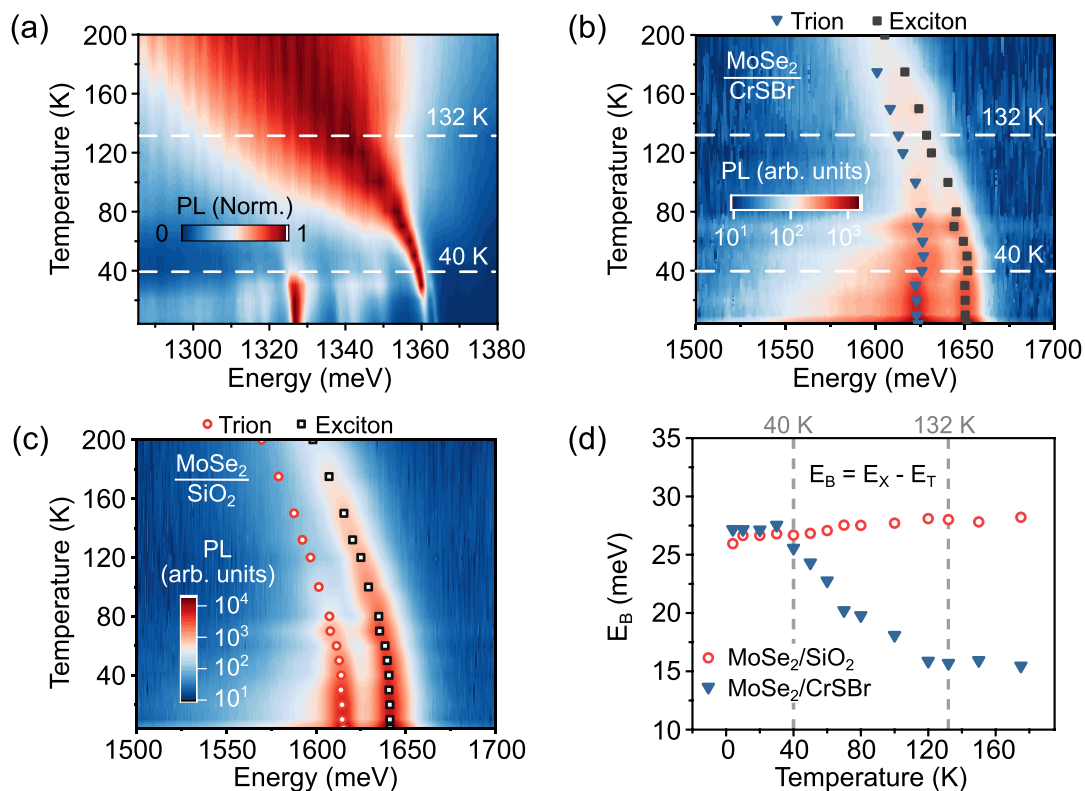 (a)
200
160
120
80
40
Temperature (K)
132 K
PL (Norm.)
0 1
40 K
1300 1320 1340 1360 1380
Energy (meV)
(b)
Trion Exciton
200
160
120
80
40
Temperature (K)
MoSe₂
CrSBr
132 K
PL (arb. units)
10¹ 10² 10³
40 K
1500 1550 1600 1650 1700
Energy (meV)
(c)
Trion Exciton
200
160
120
80
40
Temperature (K)
MoSe₂
SiO₂
PL
(arb. units)
10⁴
10³
10²
10¹
1500 1550 1600 1650 1700
Energy (meV)
(d)
40 K 132 K
35
30
25
20
15
10
E_B (meV)
E_B = E_X - E_T
MoSe₂/SiO₂
MoSe₂/CrSBr
0 40 80 120 160
Temperature (K)